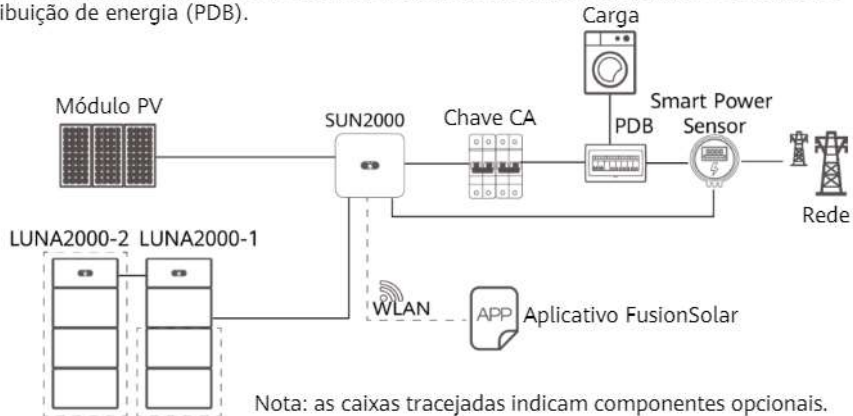 ribuição de energia (PDB).
Carga
Módulo PV
SUN2000
Chave CA
PDB
Smart Power
Sensor
Rede
LUNA2000-2 LUNA2000-1
WLAN
APP
Aplicativo FusionSolar
Nota: as caixas tracejadas indicam componentes opcionais.